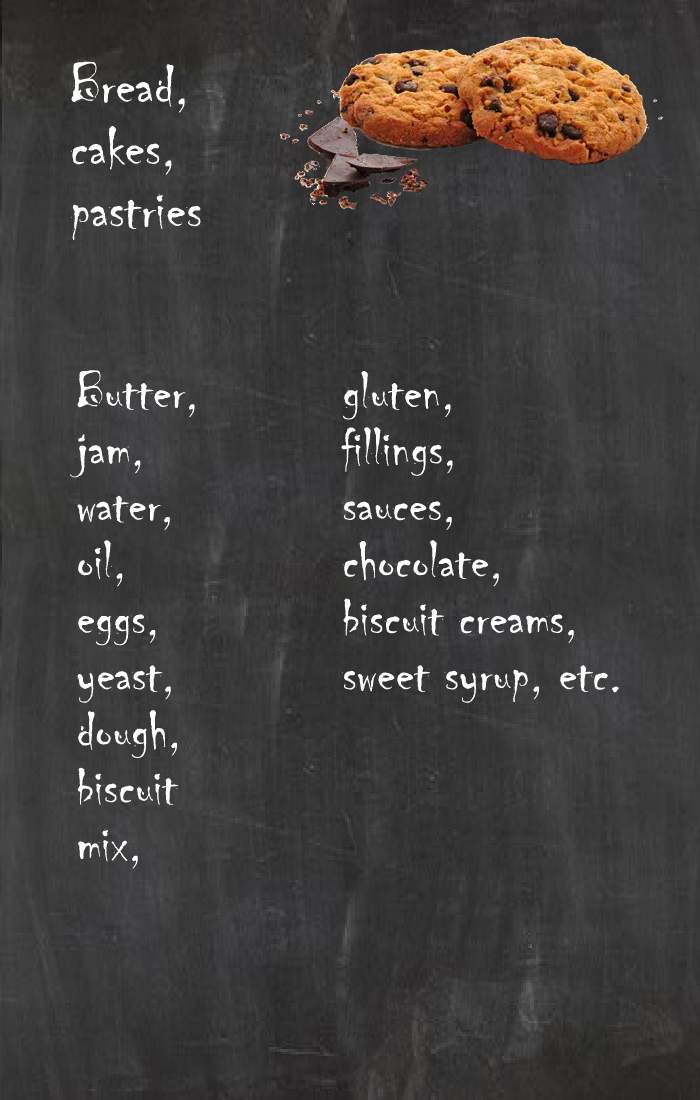 Bread,
cakes,
pastries
Butter,
jam,
water,
oil,
eggs,
yeast,
dough,
biscuit
mix,
gluten,
fillings,
sauces,
chocolate,
biscuit creams,
sweet syrup, etc.